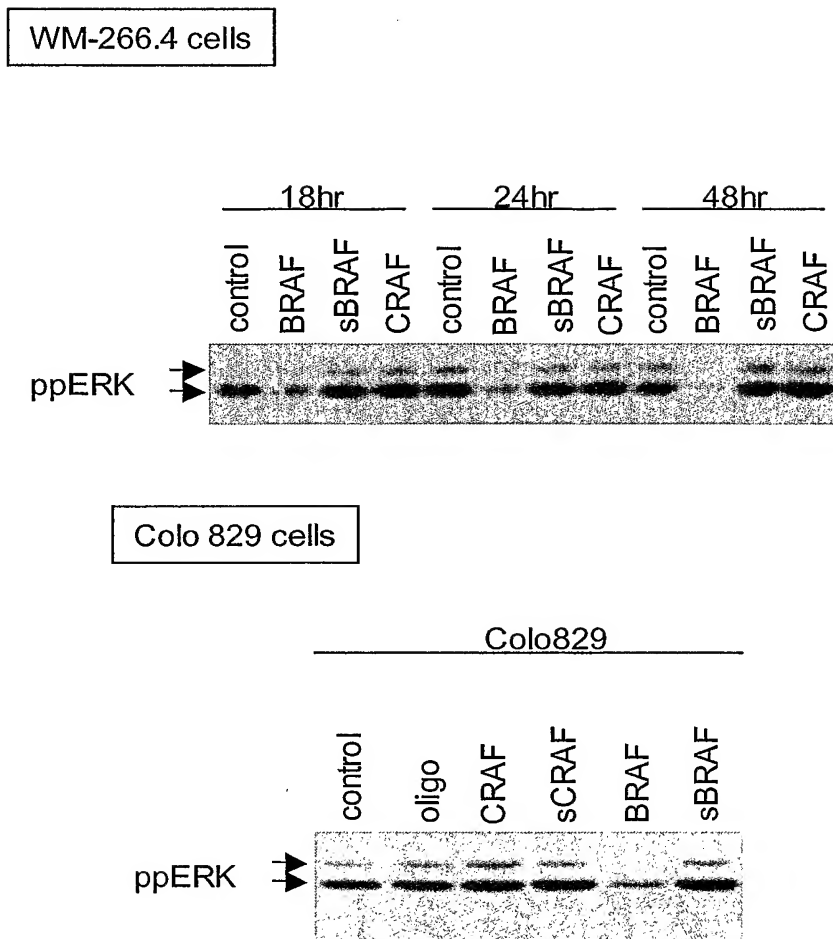 WM-266.4 cells
18hr 24hr 48hr
control BRAF sBRAF CRAF control BRAF sBRAF CRAF control BRAF sBRAF CRAF
ppERK
Colo 829 cells
Colo829
control oligo CRAF sCRAF BRAF sBRAF
ppERK